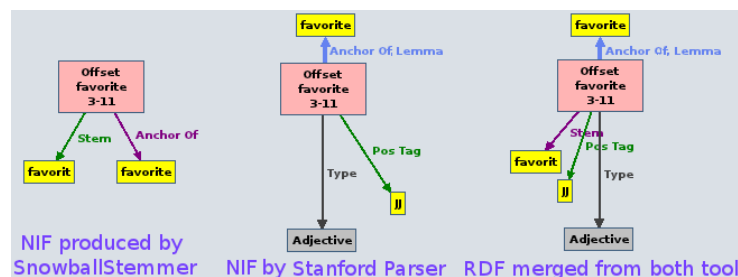 Offset
favorite
3-11
Stem
Anchor Of
favorit
favorite
NIF produced by
SnowballStemmer
favorite
Anchor Of, Lemma
Offset
favorite
3-11
Pos Tag
Type
JJ
Adjective
NIF by Stanford Parser
favorite
Anchor Of, Lemma
Offset
favorite
3-11
Stem
Pos Tag
favorit
Type
JJ
Adjective
RDF merged from both tool